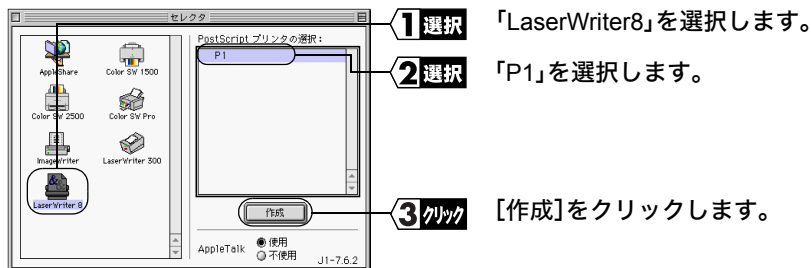 セレクタ
AppleShare
Color SW 1500
Color SW 2500
Color SW Pro
ImageWriter
LaserWriter 300
LaserWriter 8
PostScript プリンタの選択：
P1
作成
AppleTalk
使用
不使用
J1-7.6.2
1 選択 「LaserWriter8」を選択します。
2 選択 「P1」を選択します。
3 クリック ［作成］をクリックします。